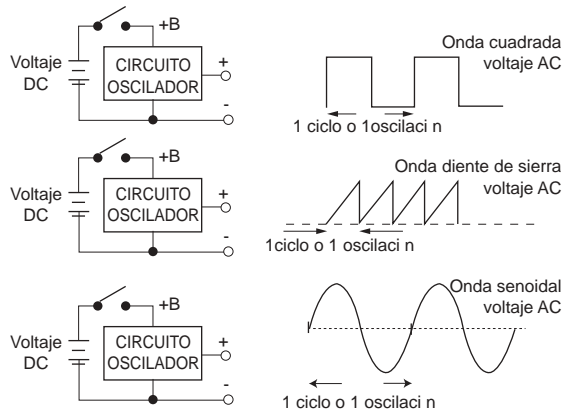 +B
Voltaje
DC
CIRCUITO
OSCILADOR
+
-
Onda cuadrada
voltaje AC
1 ciclo o 1oscilaci n
+B
Voltaje
DC
CIRCUITO
OSCILADOR
+
-
Onda diente de sierra
voltaje AC
1ciclo o 1 oscilaci n
+B
Voltaje
DC
CIRCUITO
OSCILADOR
+
-
Onda senoidal
voltaje AC
1 ciclo o 1 oscilaci n